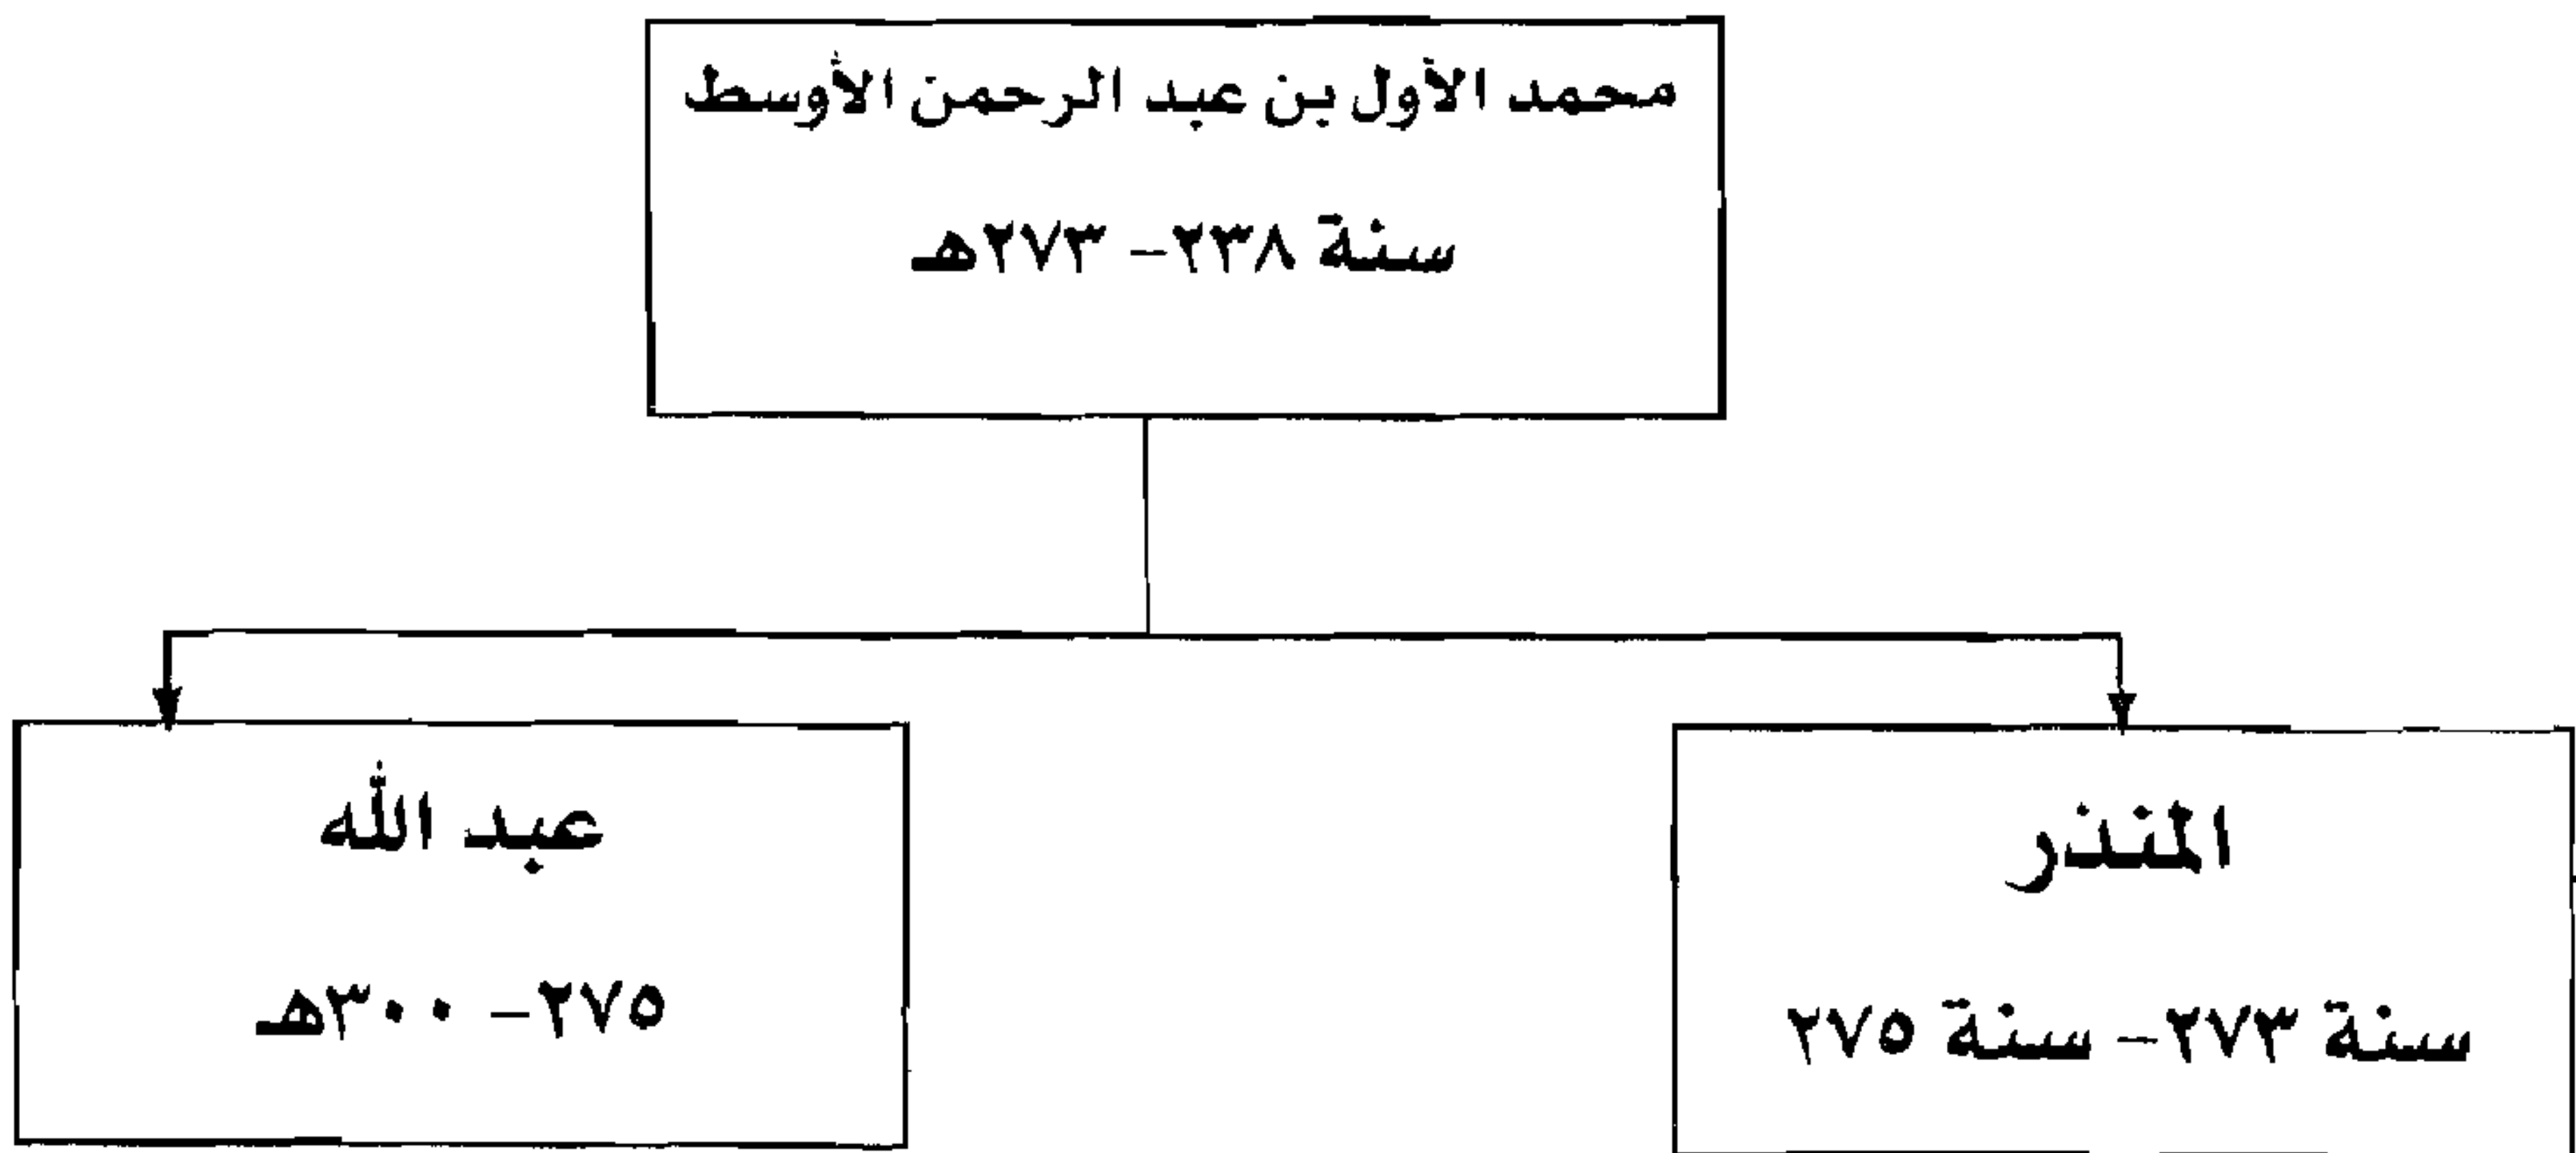 محمد الأول بن عبد الرحمن الأوسط
سنة ٢٣٨- ٢٧٣هـ
المنذر
سنة ٢٧٣- سنة ٢٧٥
عبد الله
٢٧٥- ٣٠٠هـ